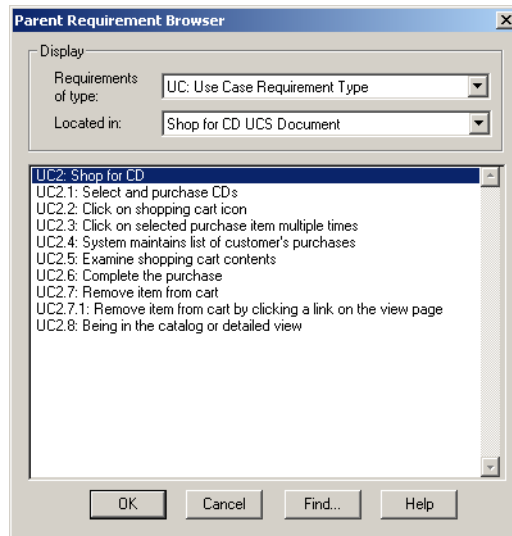 Parent Requirement Browser
Display
Requirements
of type:
UC: Use Case Requirement Type
Located in:
Shop for CD UCS Document
UC2: Shop for CD
UC2.1: Select and purchase CDs
UC2.2: Click on shopping cart icon
UC2.3: Click on selected purchase item multiple times
UC2.4: System maintains list of customer's purchases
UC2.5: Examine shopping cart contents
UC2.6: Complete the purchase
UC2.7: Remove item from cart
UC2.7.1: Remove item from cart by clicking a link on the view page
UC2.8: Being in the catalog or detailed view
OK Cancel Find... Help